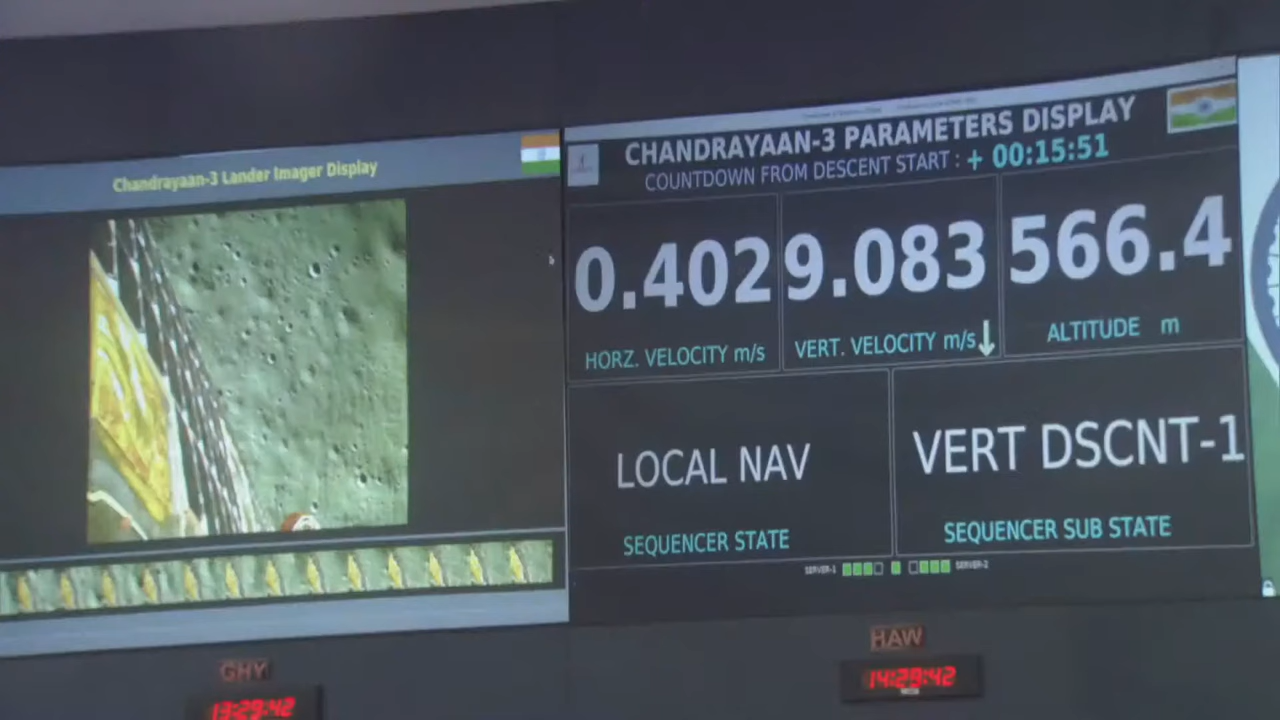 Chandrayaan-3 Lander Imager Display
CHANDRAYAAN-3 PARAMETERS DISPLAY
COUNTDOWN FROM DESCENT START : + 00:15:51
0.402
HORZ. VELOCITY m/s
9.083
VERT. VELOCITY m/s
566.4
ALTITUDE m
LOCAL NAV
SEQUENCER STATE
VERT DSCNT-1
SEQUENCER SUB STATE
SERVER-1 SERVER-2
GHY
13:29:42
HAW
14:29:42